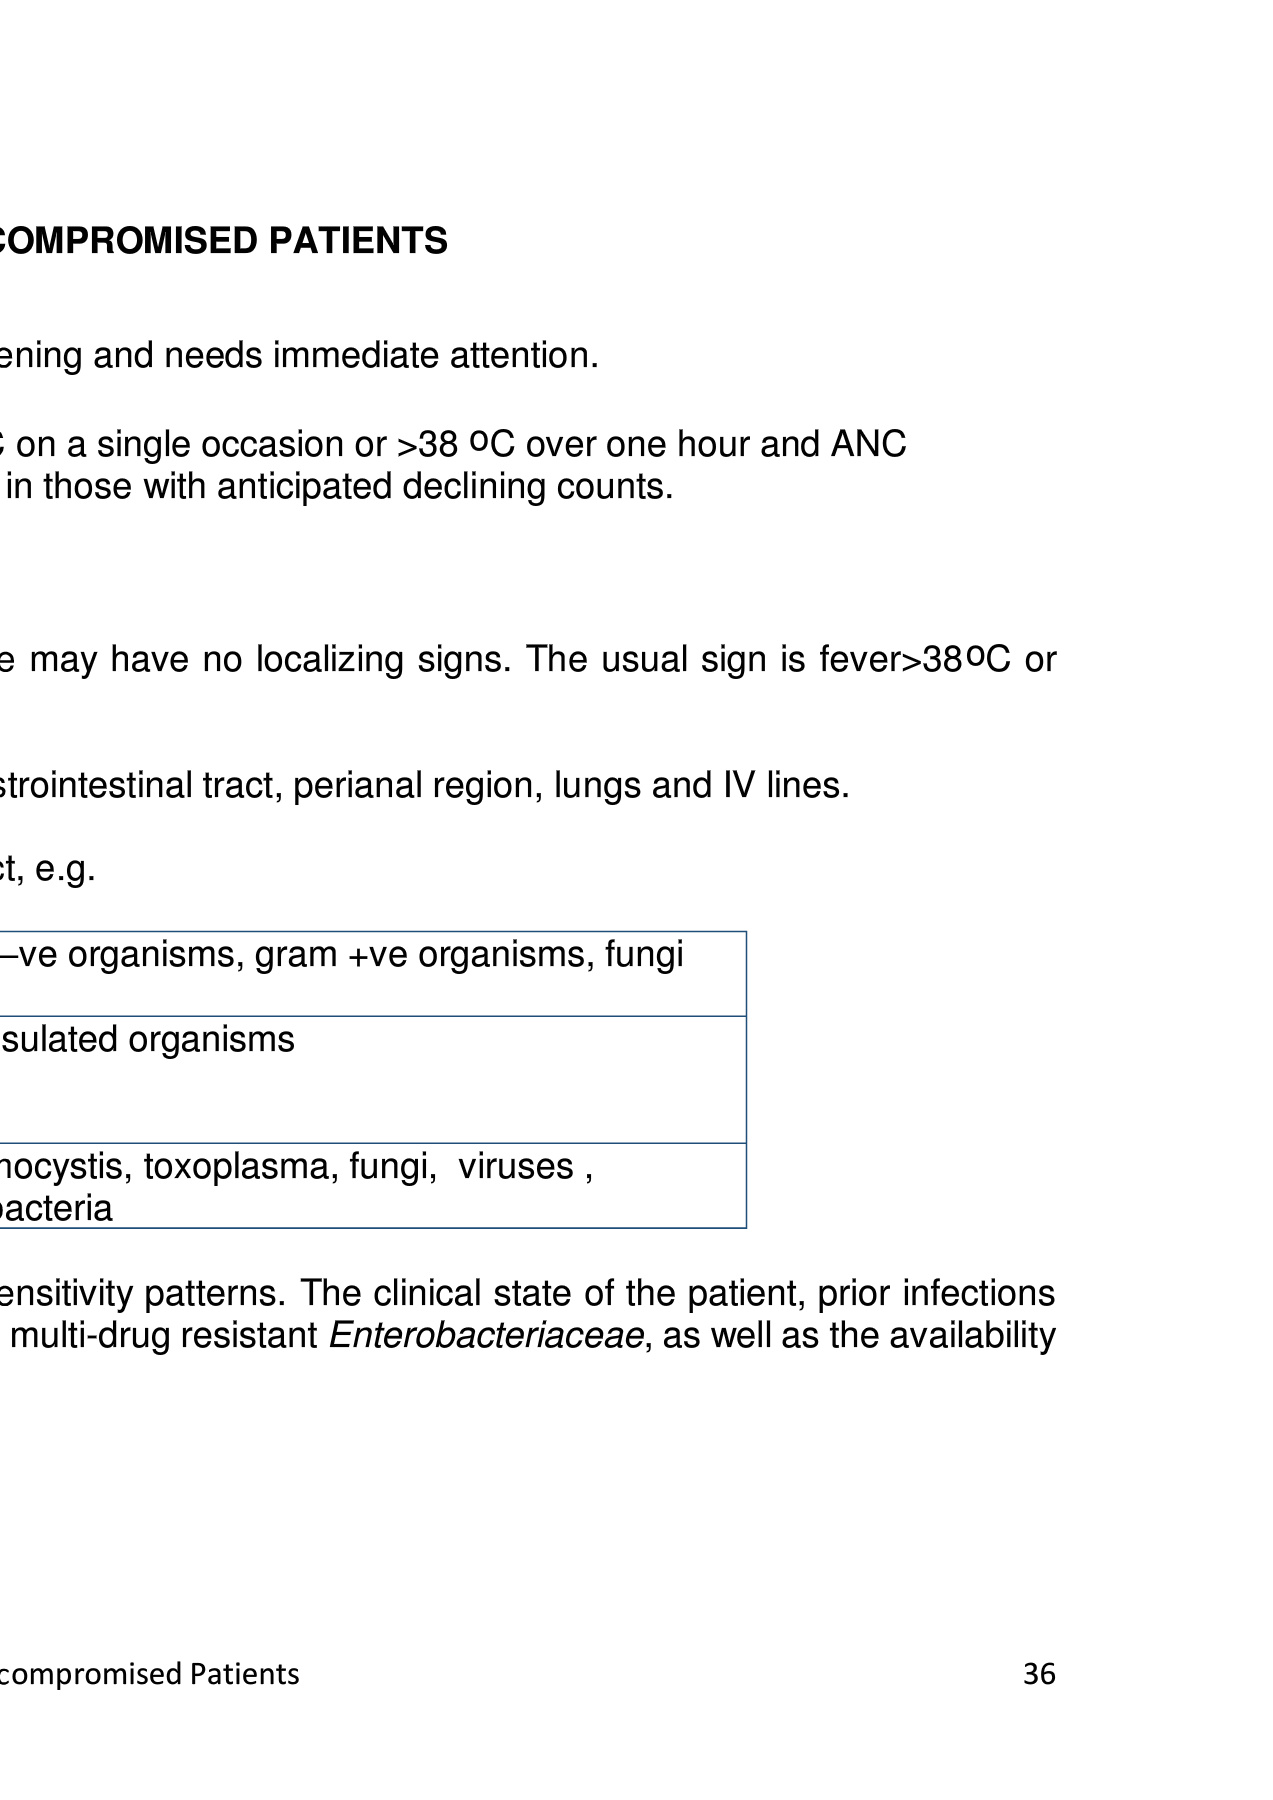 COMPROMISED PATIENTS
ening and needs immediate attention.
C on a single occasion or >38 ºC over one hour and ANC
in those with anticipated declining counts.
e may have no localizing signs. The usual sign is fever>38ºC or
strointestinal tract, perianal region, lungs and IV lines.
ct, e.g.
–ve organisms, gram +ve organisms, fungi
sulated organisms
nocystis, toxoplasma, fungi, viruses ,
bacteria
ensitivity patterns. The clinical state of the patient, prior infections
multi-drug resistant Enterobacteriaceae, as well as the availability
compromised Patients 36